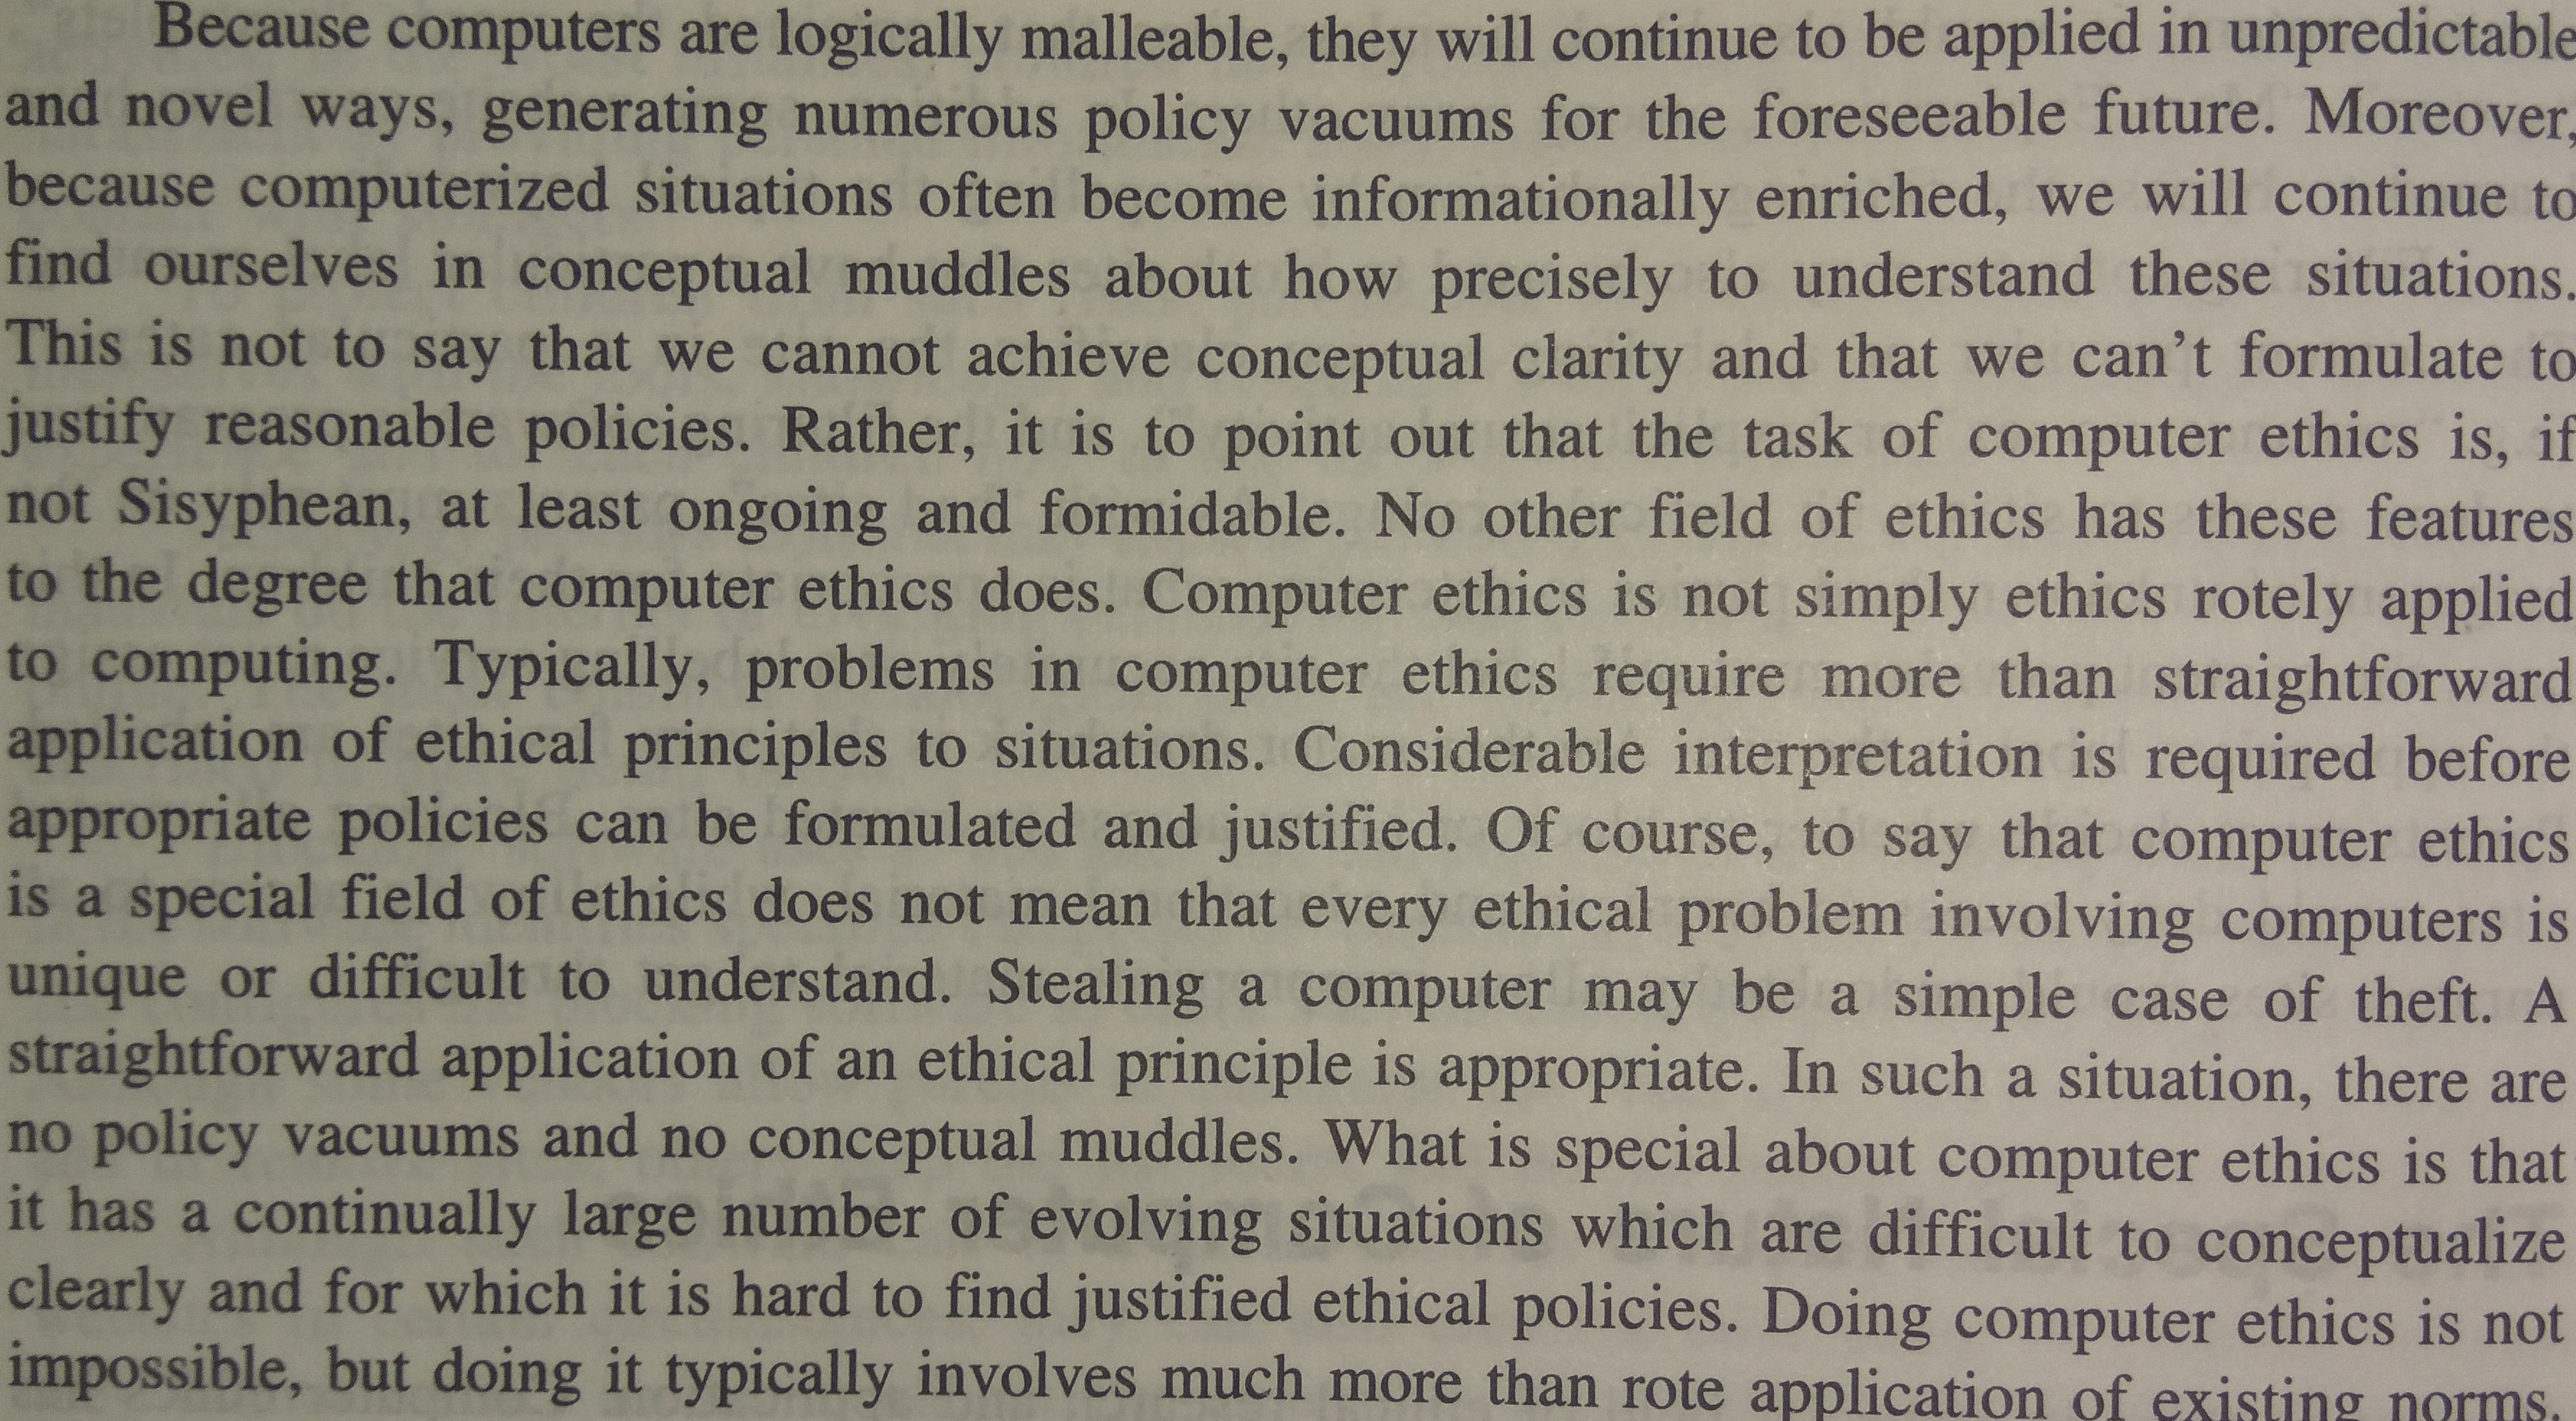 Because computers are logically malleable, they will continue to be applied in unpredictable
and novel ways, generating numerous policy vacuums for the foreseeable future. Moreover,
because computerized situations often become informationally enriched, we will continue to
find ourselves in conceptual muddles about how precisely to understand these situations.
This is not to say that we cannot achieve conceptual clarity and that we can't formulate to
justify reasonable policies. Rather, it is to point out that the task of computer ethics is, if
not Sisyphean, at least ongoing and formidable. No other field of ethics has these features
to the degree that computer ethics does. Computer ethics is not simply ethics rotely applied
to computing. Typically, problems in computer ethics require more than straightforward
application of ethical principles to situations. Considerable interpretation is required before
appropriate policies can be formulated and justified. Of course, to say that computer ethics
is a special field of ethics does not mean that every ethical problem involving computers is
unique or difficult to understand. Stealing a computer may be a simple case of theft. A
straightforward application of an ethical principle is appropriate. In such a situation, there are
no policy vacuums and no conceptual muddles. What is special about computer ethics is that
it has a continually large number of evolving situations which are difficult to conceptualize
clearly and for which it is hard to find justified ethical policies. Doing computer ethics is not
impossible, but doing it typically involves much more than rote application of existing norms.